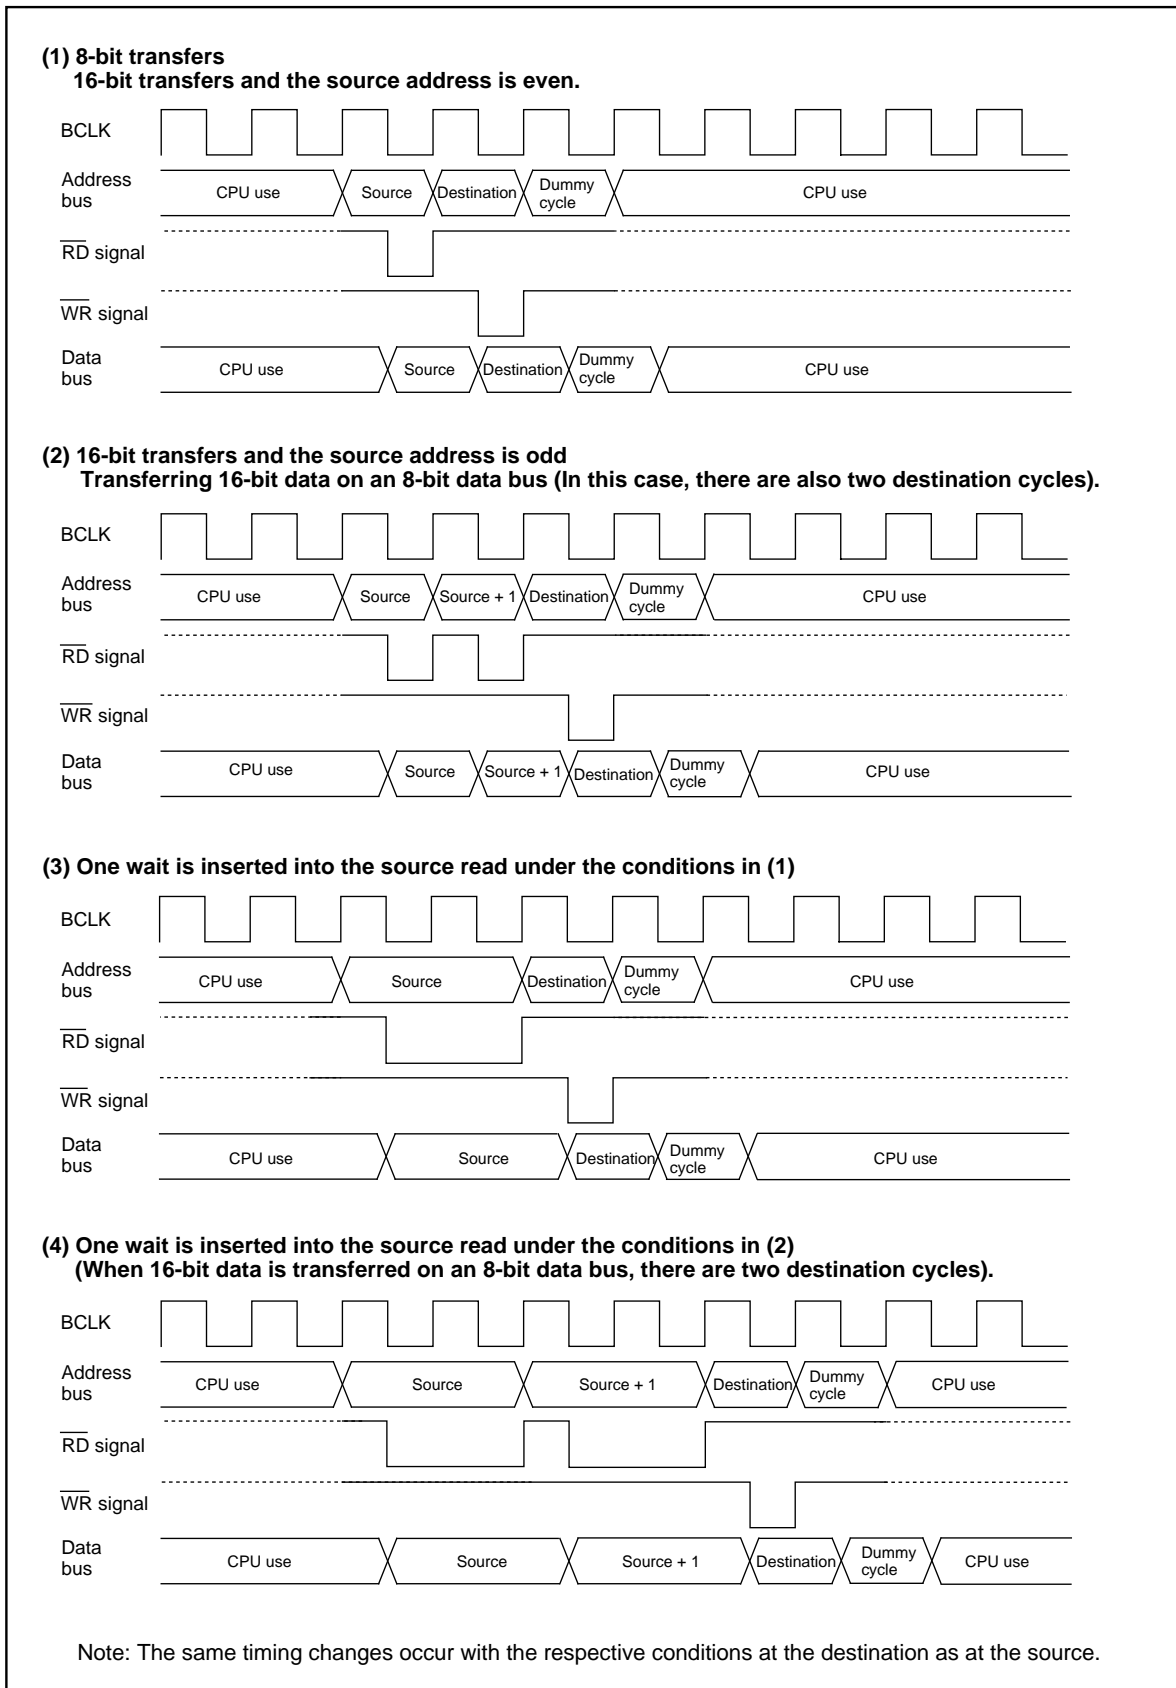 (1) 8-bit transfers
16-bit transfers and the source address is even.
BCLK
Address
bus
CPU use
Source
Destination
Dummy
cycle
CPU use
RD signal
WR signal
Data
bus
CPU use
Source
Destination
Dummy
cycle
CPU use
(2) 16-bit transfers and the source address is odd
Transferring 16-bit data on an 8-bit data bus (In this case, there are also two destination cycles).
BCLK
Address
bus
CPU use
Source
Source + 1
Destination
Dummy
cycle
CPU use
RD signal
WR signal
Data
bus
CPU use
Source
Source + 1
Destination
Dummy
cycle
CPU use
(3) One wait is inserted into the source read under the conditions in (1)
BCLK
Address
bus
CPU use
Source
Destination
Dummy
cycle
CPU use
RD signal
WR signal
Data
bus
CPU use
Source
Destination
Dummy
cycle
CPU use
(4) One wait is inserted into the source read under the conditions in (2)
(When 16-bit data is transferred on an 8-bit data bus, there are two destination cycles).
BCLK
Address
bus
CPU use
Source
Source + 1
Destination
Dummy
cycle
CPU use
RD signal
WR signal
Data
bus
CPU use
Source
Source + 1
Destination
Dummy
cycle
CPU use
Note: The same timing changes occur with the respective conditions at the destination as at the source.